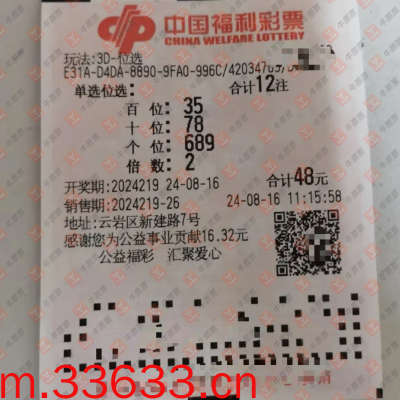 中国福利彩票
CHINA WELFARE LOTTERY
玩法:3D-位选
E31A-D4DA-8890-9FA0-996C/42034769/
单选位选: 合计12注
百 位: 35
十 位: 78
个 位: 689
倍 数: 2
开奖期:2024219 24-08-16 合计48元
销售期:2024219-26 24-08-16 11:15:58
地址:云岩区新建路7号
感谢您为公益事业贡献16.32元
公益福彩 汇聚爱心
m.33633.cn